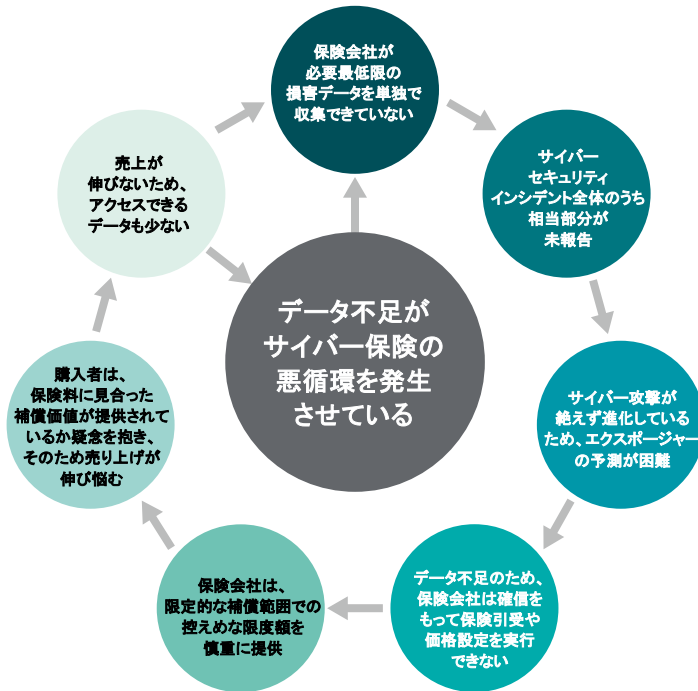 保険会社が
必要最低限の
損害データを単独で
収集できていない
サイバー
セキュリティ
インシデント全体のうち
相当部分が
未報告
サイバー攻撃が
絶えず進化している
ため、エクスポージャー
の予測が困難
データ不足のため、
保険会社は確信を
もって保険引受や
価格設定を実行
できない
保険会社は、
限定的な補償範囲での
控えめな限度額を
慎重に提供
購入者は、
保険料に見合った
補償価値が提供されて
いるか疑念を抱き、
そのため売り上げが
伸び悩む
売上が
伸びないため、
アクセスできる
データも少ない
データ不足が
サイバー保険の
悪循環を発生
させている